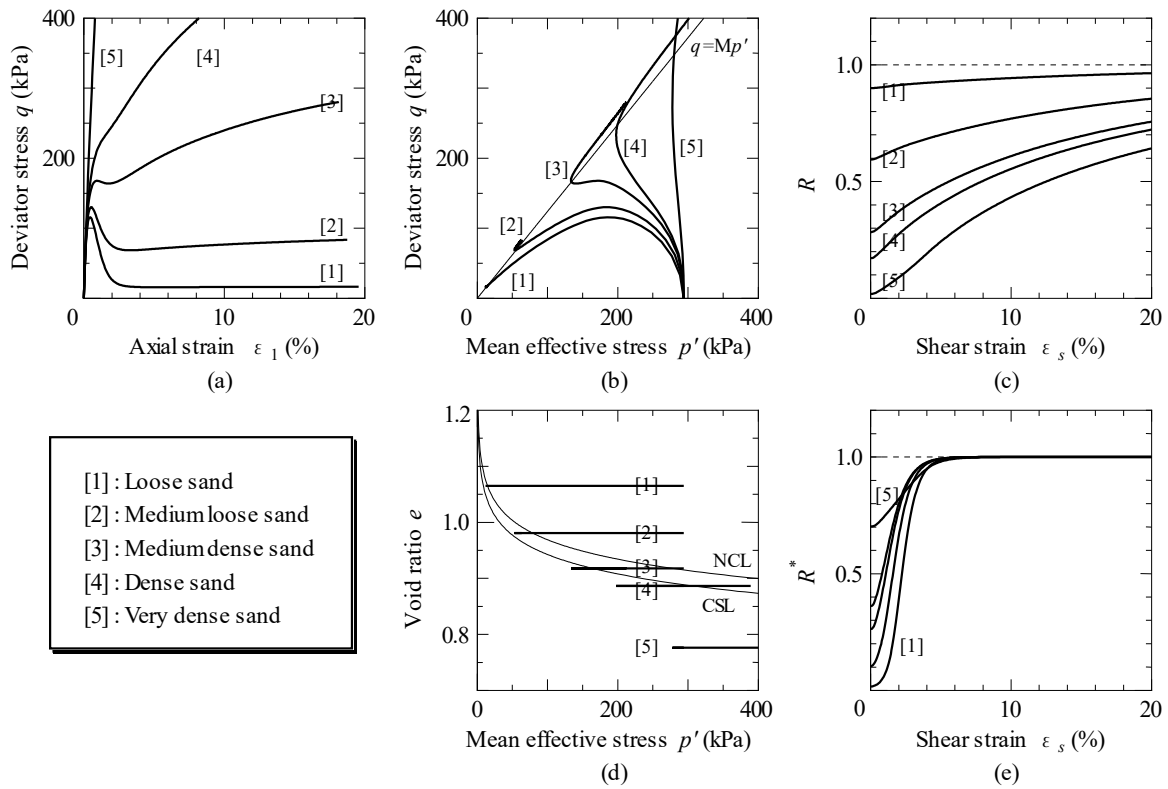 400
200
0
10
20
Deviator stress q (kPa)
Axial strain ε 1 (%)
[5]
[4]
[3]
[2]
[1]
(a)
400
200
0
200
400
Deviator stress q (kPa)
Mean effective stress p′ (kPa)
q=Mp′
[3]
[4]
[5]
[2]
[1]
(b)
1.0
0.5
0
10
20
R
Shear strain ε s (%)
[1]
[2]
[3]
[4]
[5]
(c)
[1] : Loose sand
[2] : Medium loose sand
[3] : Medium dense sand
[4] : Dense sand
[5] : Very dense sand
1.2
1.0
0.8
0
200
400
Void ratio e
Mean effective stress p′ (kPa)
[1]
[2]
[3]
[4]
[5]
NCL
CSL
(d)
1.0
0.5
0
10
20
R*
Shear strain ε s (%)
[5]
[1]
(e)